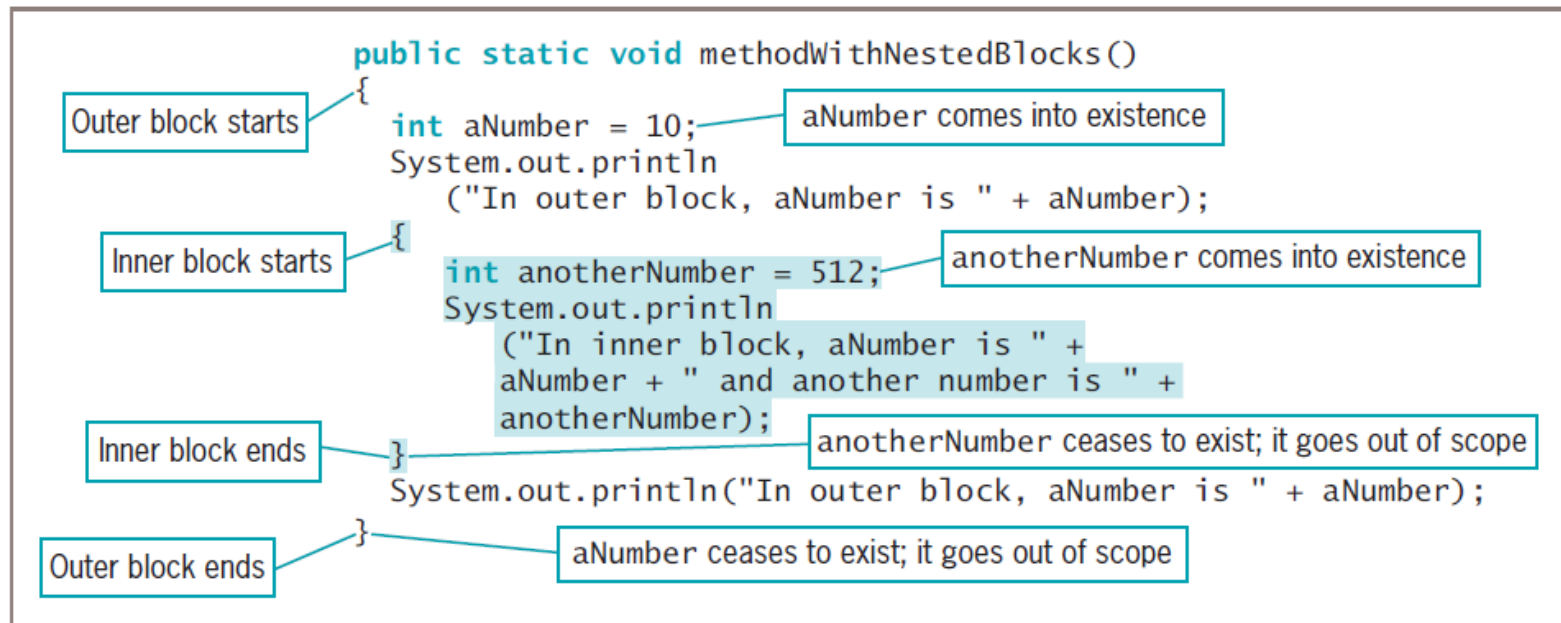 public static void methodWithNestedBlocks()
{
Outer block starts
int aNumber = 10;
aNumber comes into existence
System.out.println
("In outer block, aNumber is " + aNumber);
{
Inner block starts
int anotherNumber = 512;
anotherNumber comes into existence
System.out.println
("In inner block, aNumber is " +
aNumber + " and another number is " +
anotherNumber);
Inner block ends
}
anotherNumber ceases to exist; it goes out of scope
System.out.println("In outer block, aNumber is " + aNumber);
}
Outer block ends
aNumber ceases to exist; it goes out of scope